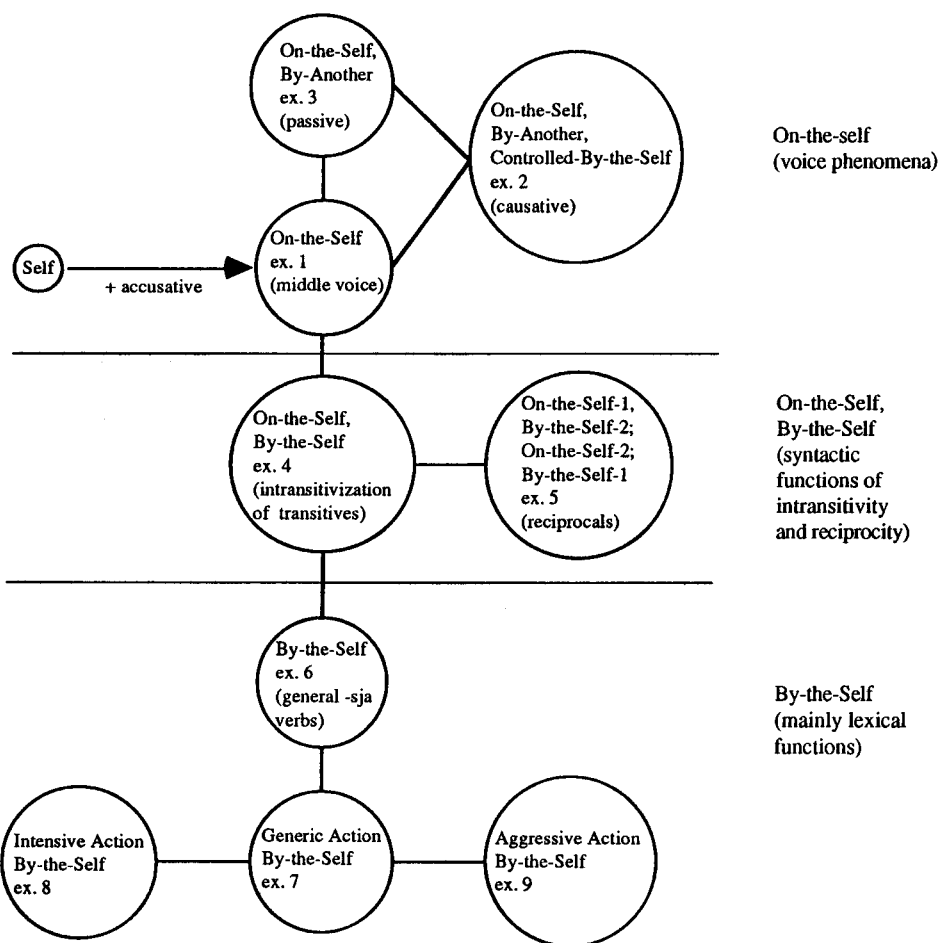 On-the-Self,
By-Another
ex. 3
(passive)
On-the-Self,
By-Another,
Controlled-By-the-Self
ex. 2
(causative)
On-the-self
(voice phenomena)
Self
+ accusative
On-the-Self
ex. 1
(middle voice)
On-the-Self,
By-the-Self
ex. 4
(intransitivization
of transitives)
On-the-Self-1,
By-the-Self-2;
On-the-Self-2;
By-the-Self-1
ex. 5
(reciprocals)
On-the-Self,
By-the-Self
(syntactic
functions of
intransitivity
and reciprocity)
By-the-Self
ex. 6
(general -sja
verbs)
By-the-Self
(mainly lexical
functions)
Intensive Action
By-the-Self
ex. 8
Generic Action
By-the-Self
ex. 7
Aggressive Action
By-the-Self
ex. 9